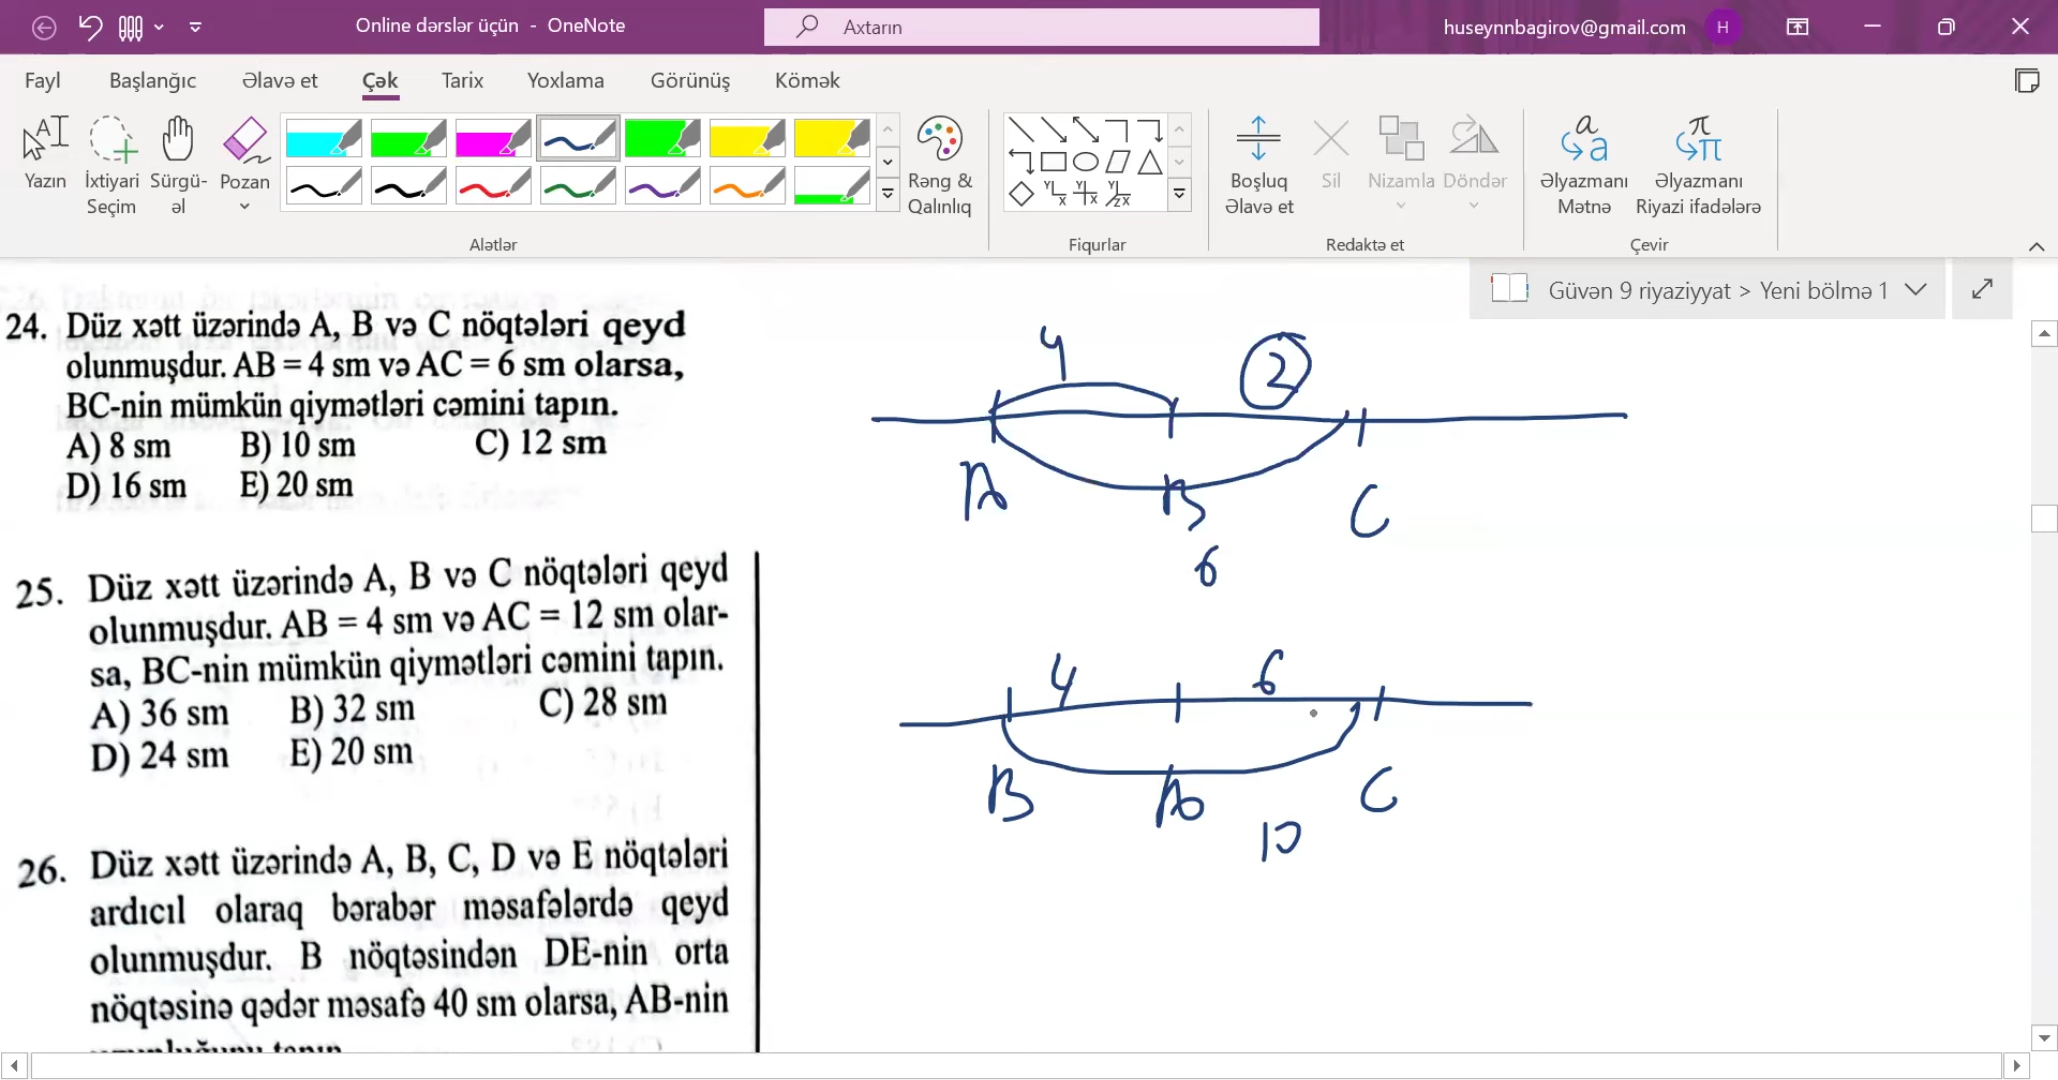 Online dərslər üçün - OneNote
Axtarın
huseynnbagirov@gmail.com
H
Fayl
Başlanğıc
Əlavə et
Çək
Tarix
Yoxlama
Görünüş
Kömək
Yazın
İxtiyari Seçim
Sürgü-əl
Pozan
Rəng & Qalınlıq
Boşluq Əlavə et
Sil
Nizamla
Döndər
Əlyazmanı Mətnə
Əlyazmanı Riyazi ifadələrə
Alətlər
Fiqurlar
Redaktə et
Çevir
Güvən 9 riyaziyyat > Yeni bölmə 1
24. Düz xətt üzərində A, B və C nöqtələri qeyd
olunmuşdur. AB = 4 sm və AC = 6 sm olarsa,
BC-nin mümkün qiymətləri cəmini tapın.
A) 8 sm B) 10 sm C) 12 sm
D) 16 sm E) 20 sm
25. Düz xətt üzərində A, B və C nöqtələri qeyd
olunmuşdur. AB = 4 sm və AC = 12 sm olar-
sa, BC-nin mümkün qiymətləri cəmini tapın.
A) 36 sm B) 32 sm C) 28 sm
D) 24 sm E) 20 sm
26. Düz xətt üzərində A, B, C, D və E nöqtələri
ardıcıl olaraq bərabər məsafələrdə qeyd
olunmuşdur. B nöqtəsindən DE-nin orta
nöqtəsinə qədər məsafə 40 sm olarsa, AB-nin
4 2
A B C
6
4 6
B A C
10